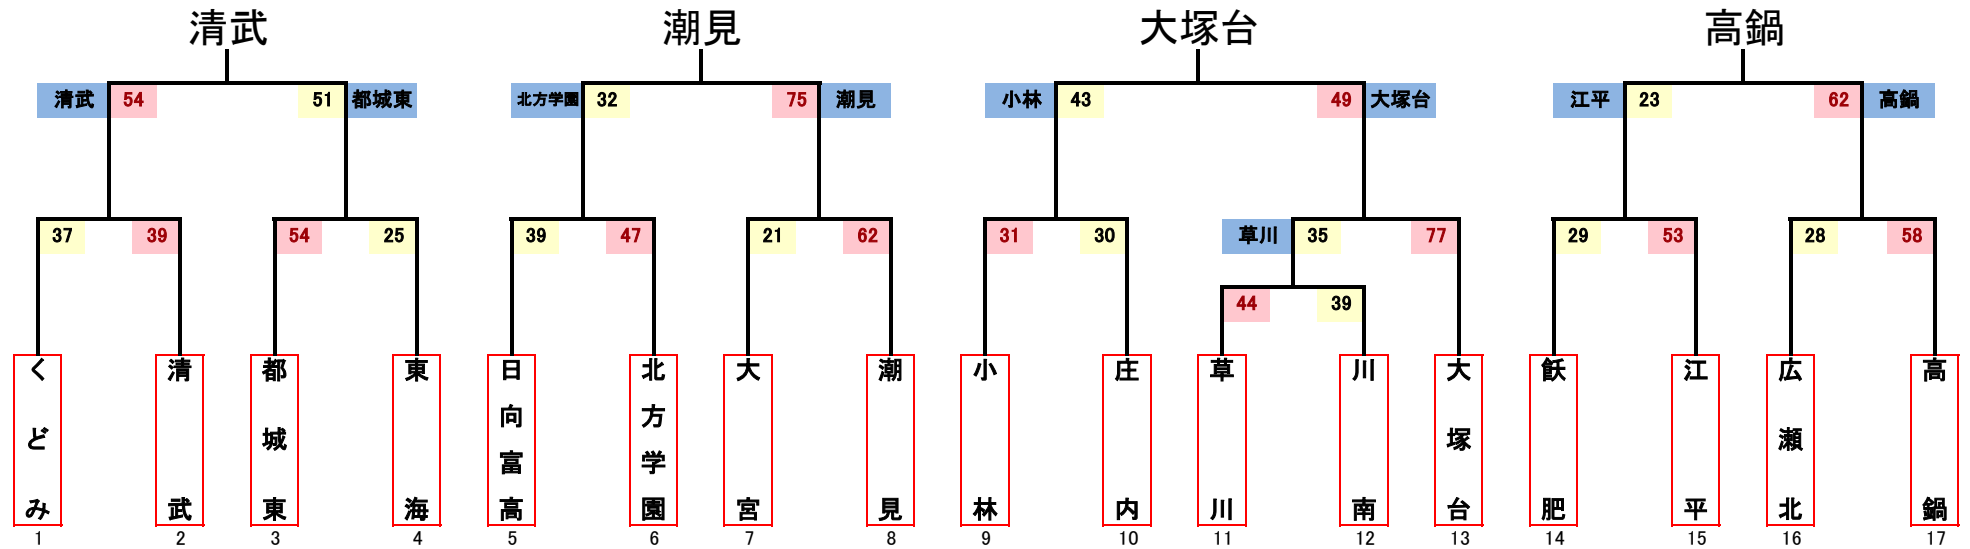 清武 潮見 大塚台 高鍋
清武 54 51 都城東 北方学園 32 75 潮見 小林 43 49 大塚台 江平 23 62 高鍋
37 39 54 25 39 47 21 62 31 30 草川 35 77 29 53 28 58
44 39
くどみ
清武
都城東
東海
日向富高
北方学園
大宮
潮見
小林
庄内
草川
川南
大塚台
飫肥
江平
広瀬北
高鍋
1 2 3 4 5 6 7 8 9 10 11 12 13 14 15 16 17